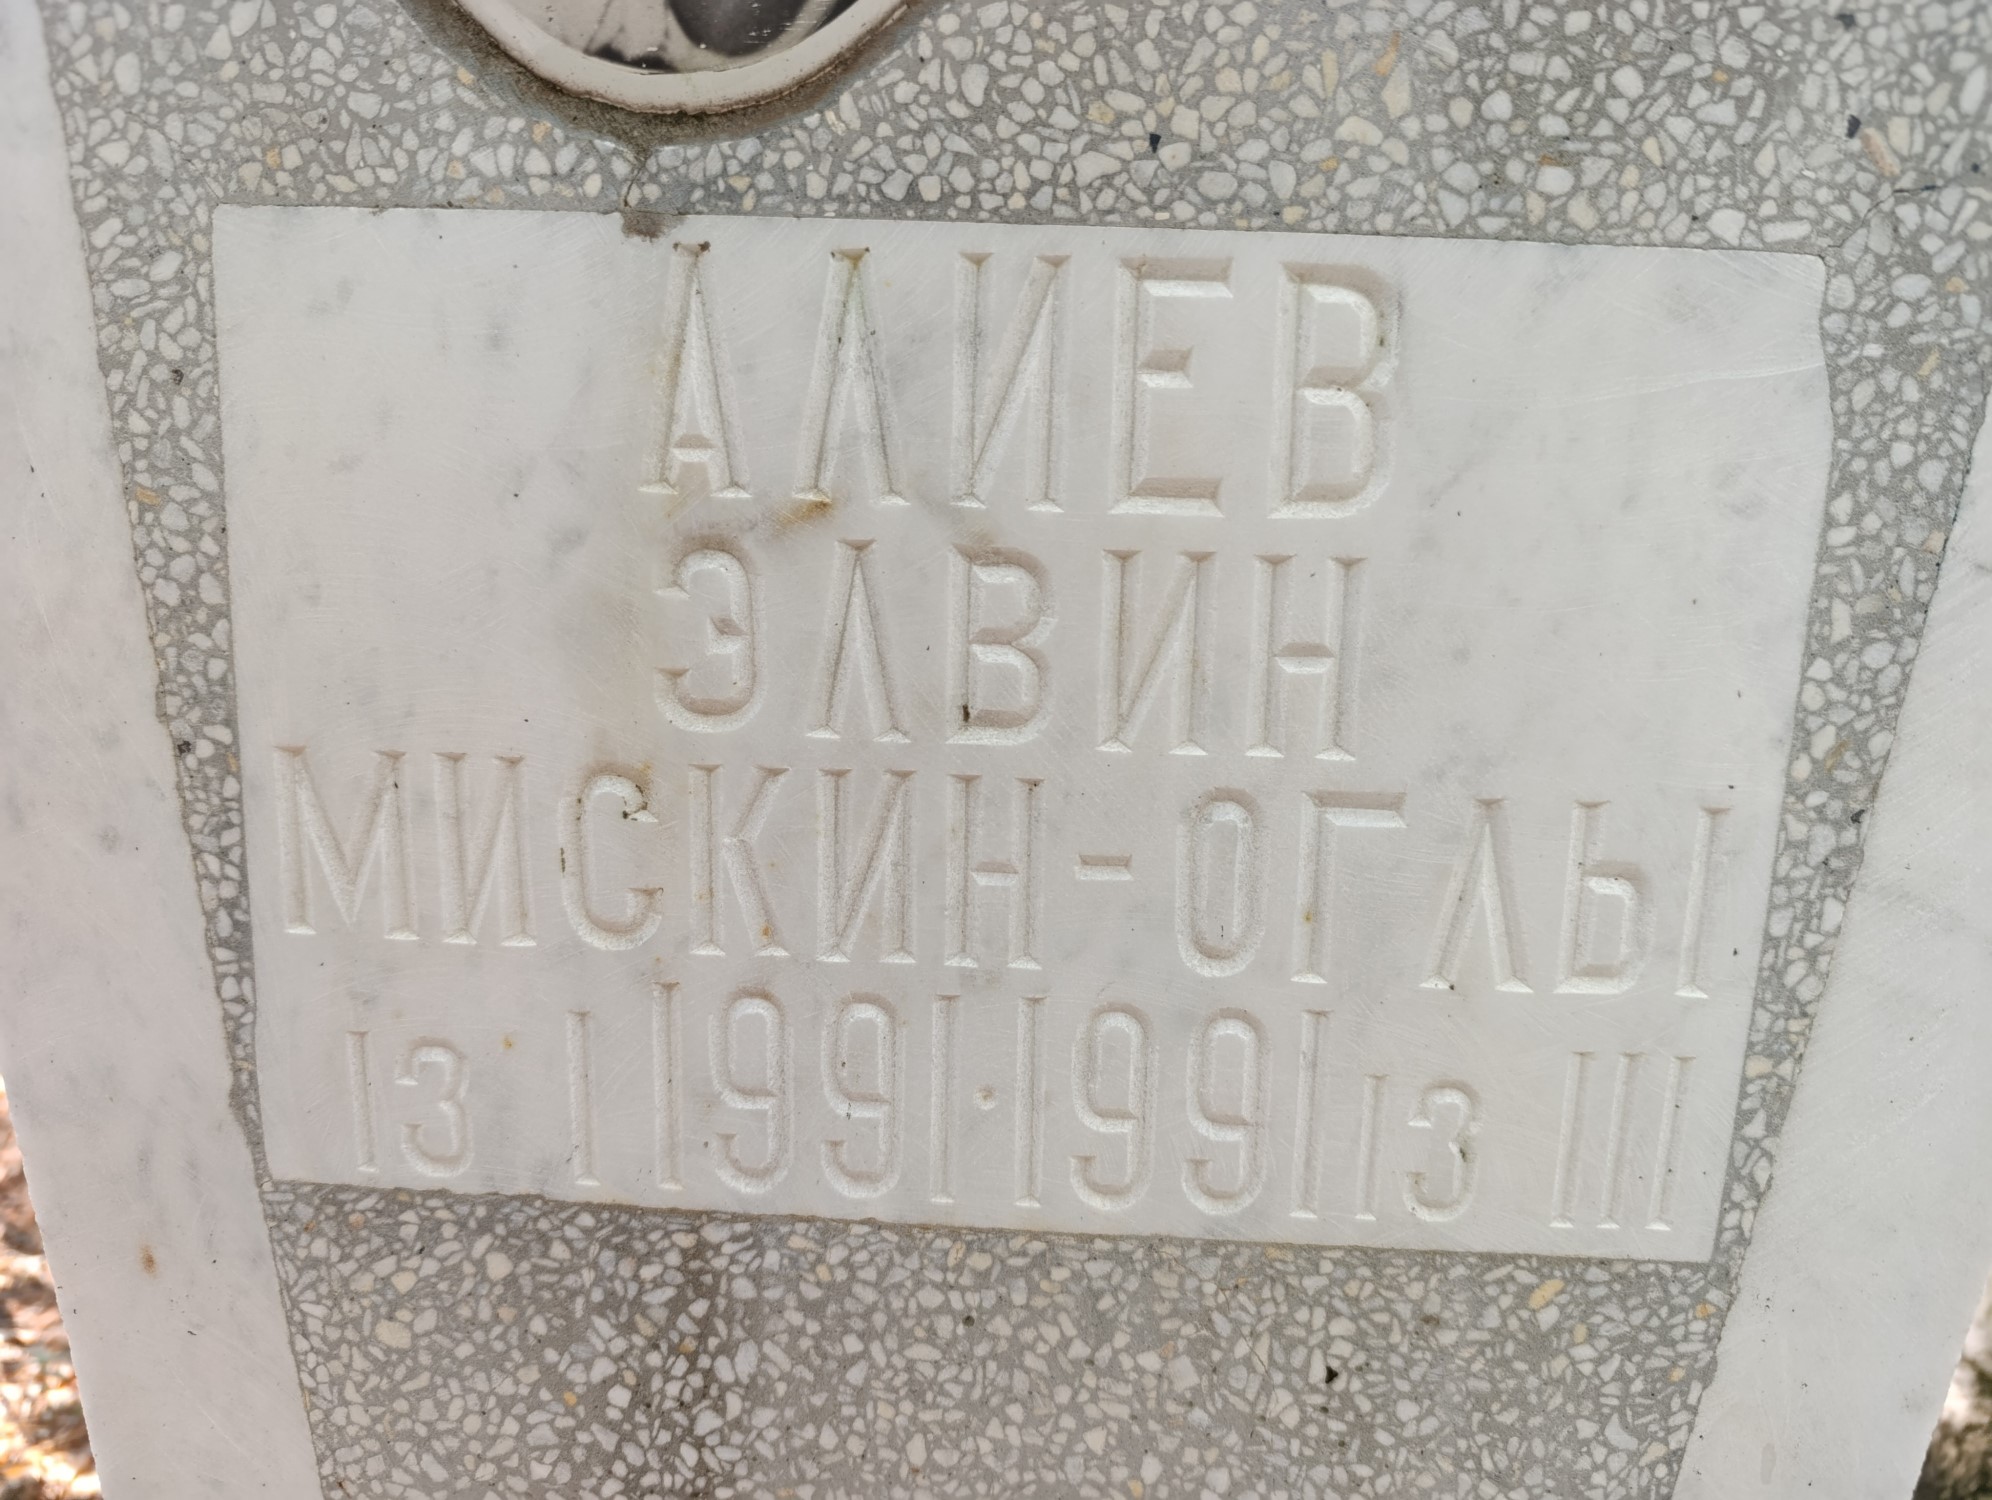 АЛИЕВ
ЭЛВИН
МИСКИН-ОГЛЫ
13 I 1991·1991 13 III